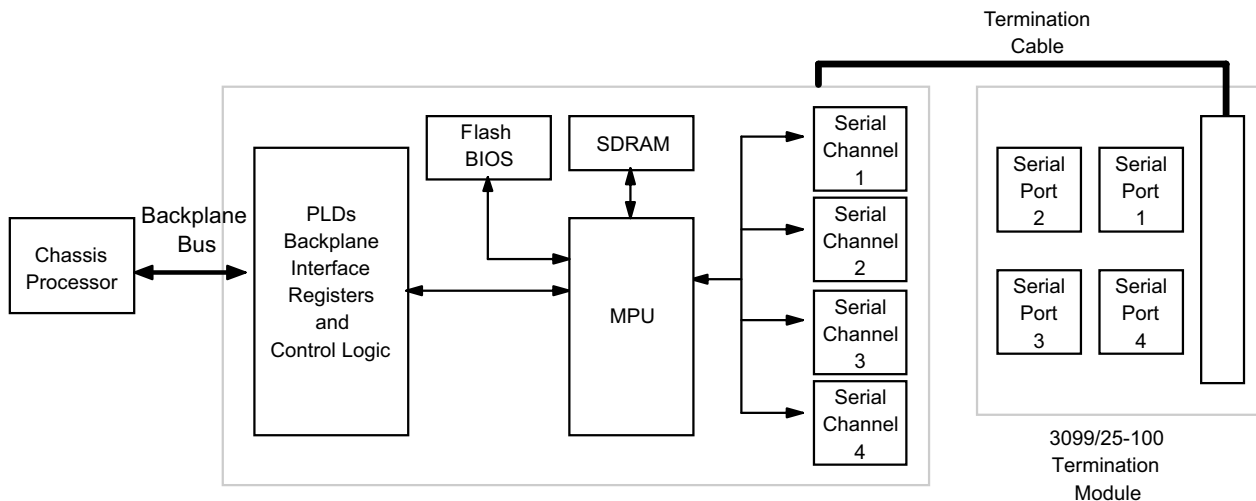 Termination
Cable
Flash
BIOS
SDRAM
Serial
Channel
1
Serial
Channel
2
Serial
Channel
3
Serial
Channel
4
Backplane
Bus
Chassis
Processor
PLDs
Backplane
Interface
Registers
and
Control Logic
MPU
Serial
Port
2
Serial
Port
1
Serial
Port
3
Serial
Port
4
3099/25-100
Termination
Module